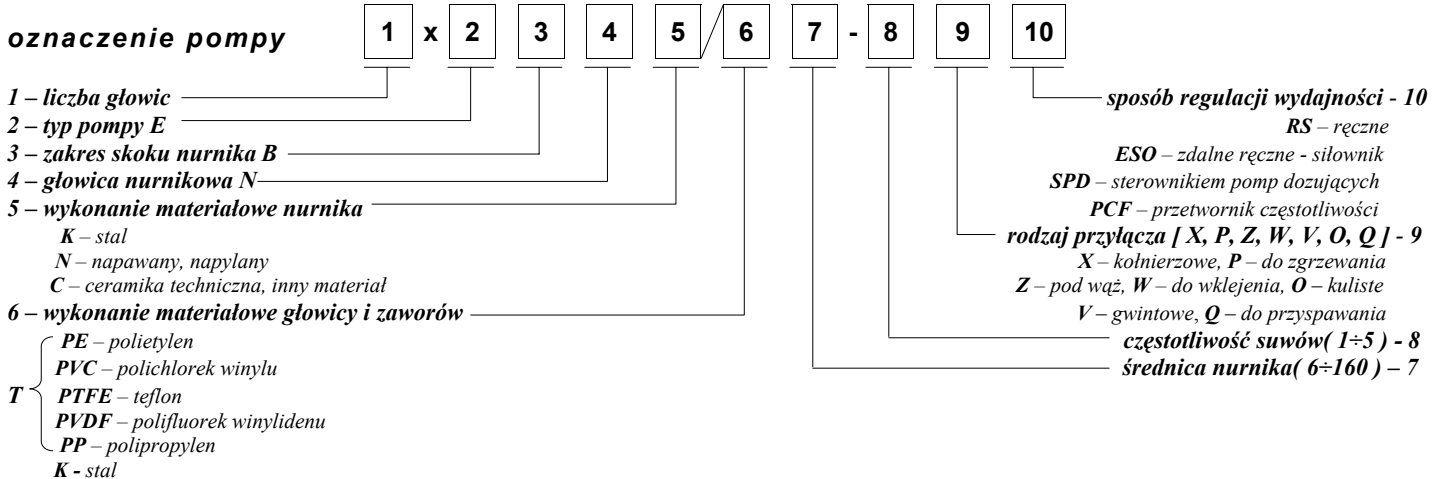 oznaczenie pompy 1 x 2 3 4 5 / 6 7 - 8 9 10
1 – liczba głowic
2 – typ pompy E
3 – zakres skoku nurnika B
4 – głowica nurnikowa N
5 – wykonanie materiałowe nurnika
K – stal
N – napawany, napylany
C – ceramika techniczna, inny materiał
6 – wykonanie materiałowe głowicy i zaworów
PE – polietylen
PVC – polichlorek winylu
T PTFE – teflon
PVDF – polifluorek winylidenu
PP – polipropylen
K - stal
sposób regulacji wydajności - 10
RS – ręczne
ESO – zdalne ręczne - siłownik
SPD – sterownikiem pomp dozujących
PCF – przetwornik częstotliwości
rodzaj przyłącza [ X, P, Z, W, V, O, Q ] - 9
X – kołnierzowe, P – do zgrzewania
Z – pod wąż, W – do wklejenia, O – kuliste
V – gwintowe, Q – do przyspawania
częstotliwość suwów( 1÷5 ) - 8
średnica nurnika( 6÷160 ) – 7